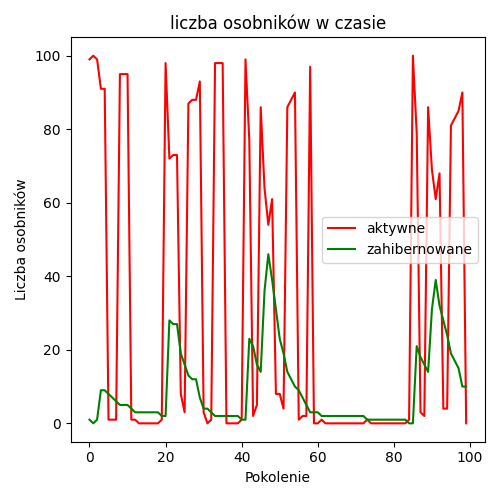 liczba osobników w czasie
100
80
60
40
20
0
Liczba osobników
aktywne
zahibernowane
0 20 40 60 80 100
Pokolenie